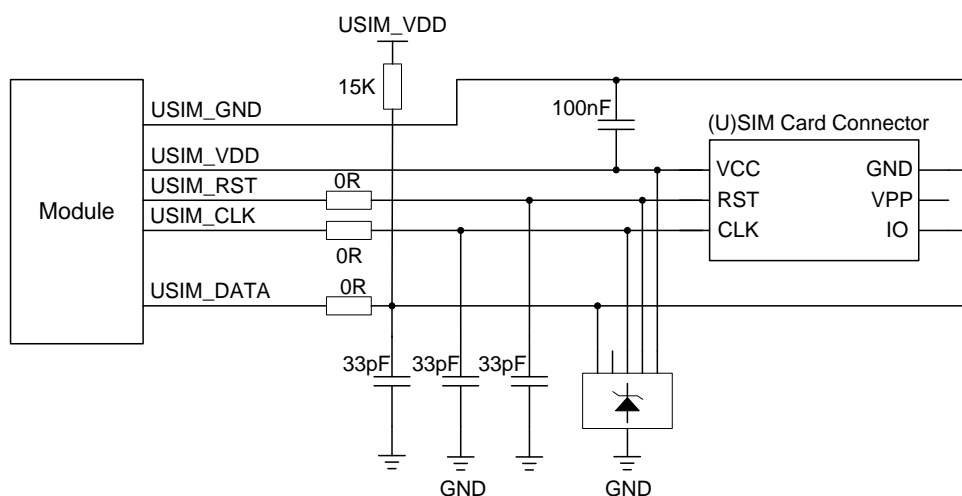 USIM_VDD
15K
USIM_GND
100nF
(U)SIM Card Connector
USIM_VDD
VCC
GND
USIM_RST
0R
RST
VPP
Module
USIM_CLK
CLK
IO
0R
USIM_DATA
0R
33pF
33pF
33pF
GND
GND